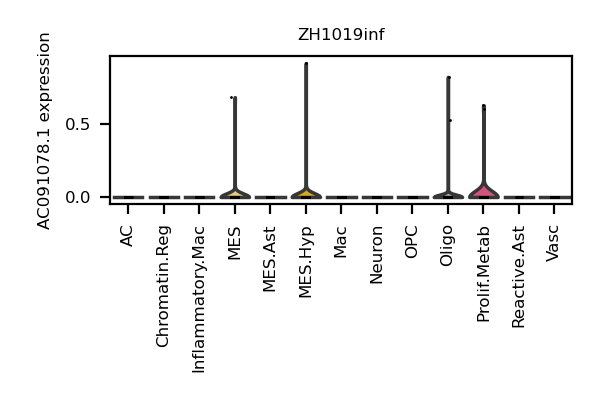 ZH1019inf
AC091078.1 expression
0.5
0.0
AC
Chromatin.Reg
Inflammatory.Mac
MES
MES.Ast
MES.Hyp
Mac
Neuron
OPC
Oligo
Prolif.Metab
Reactive.Ast
Vasc